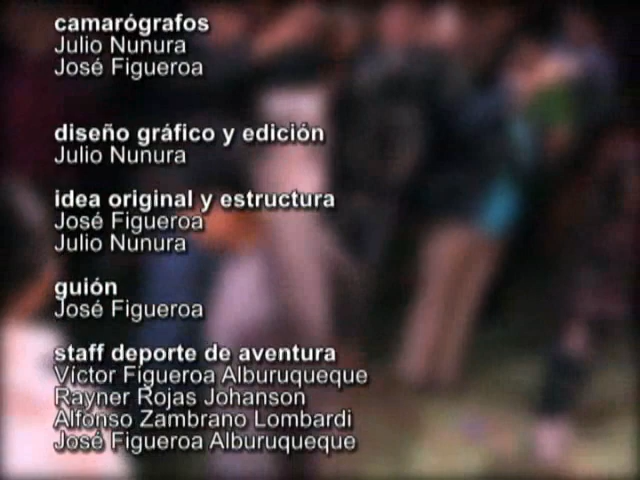 camarógrafos
Julio Nunura
José Figueroa
diseño gráfico y edición
Julio Nunura
idea original y estructura
José Figueroa
Julio Nunura
guión
José Figueroa
staff deporte de aventura
Víctor Figueroa Alburuqueque
Rayner Rojas Johanson
Alfonso Zambrano Lombardi
José Figueroa Alburuqueque